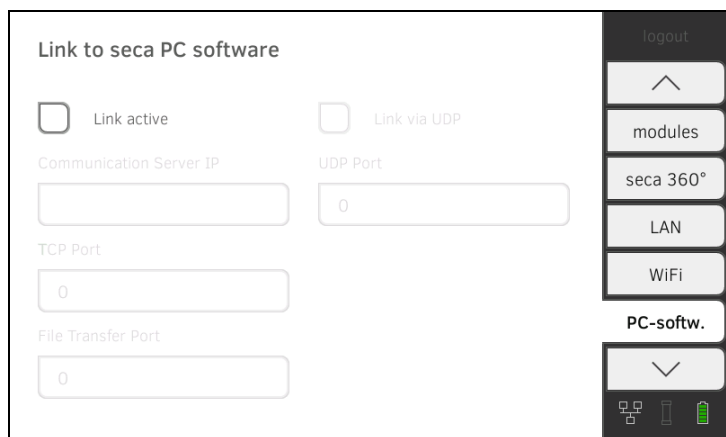 Link to seca PC software
Link active
Link via UDP
Communication Server IP
UDP Port
0
TCP Port
0
File Transfer Port
0
logout
modules
seca 360°
LAN
WiFi
PC-softw.